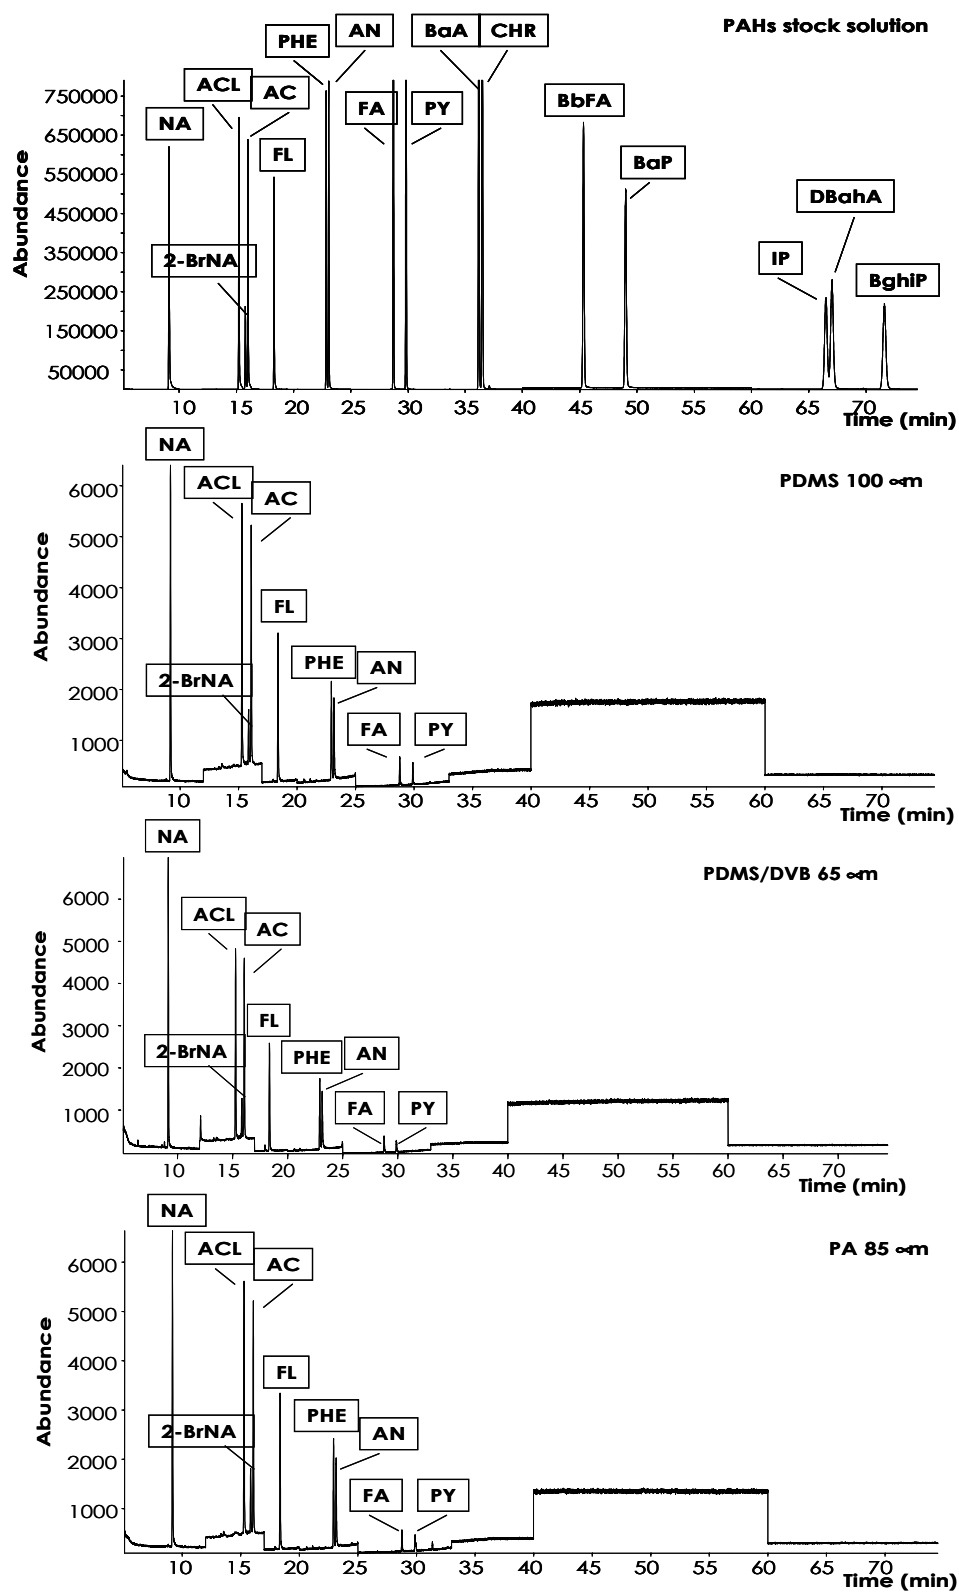 PAHs stock solution
PHE AN BaA CHR
ACL AC FA PY BbFA
NA FL BaP
2-BrNA DBahA
IP BghiP
Abundance
750000
650000
550000
450000
350000
250000
150000
50000
10 15 20 25 30 35 40 45 50 55 60 65 70
Time (min)
PDMS 100 ∝m
NA
ACL AC
FL
2-BrNA PHE AN
FA PY
Abundance
6000
5000
4000
3000
2000
1000
10 15 20 25 30 35 40 45 50 55 60 65 70
Time (min)
PDMS/DVB 65 ∝m
NA
ACL AC
FL
2-BrNA PHE AN
FA PY
Abundance
6000
5000
4000
3000
2000
1000
10 15 20 25 30 35 40 45 50 55 60 65 70
Time (min)
PA 85 ∝m
NA
ACL AC
FL
2-BrNA PHE AN
FA PY
Abundance
6000
5000
4000
3000
2000
1000
10 15 20 25 30 35 40 45 50 55 60 65 70
Time (min)